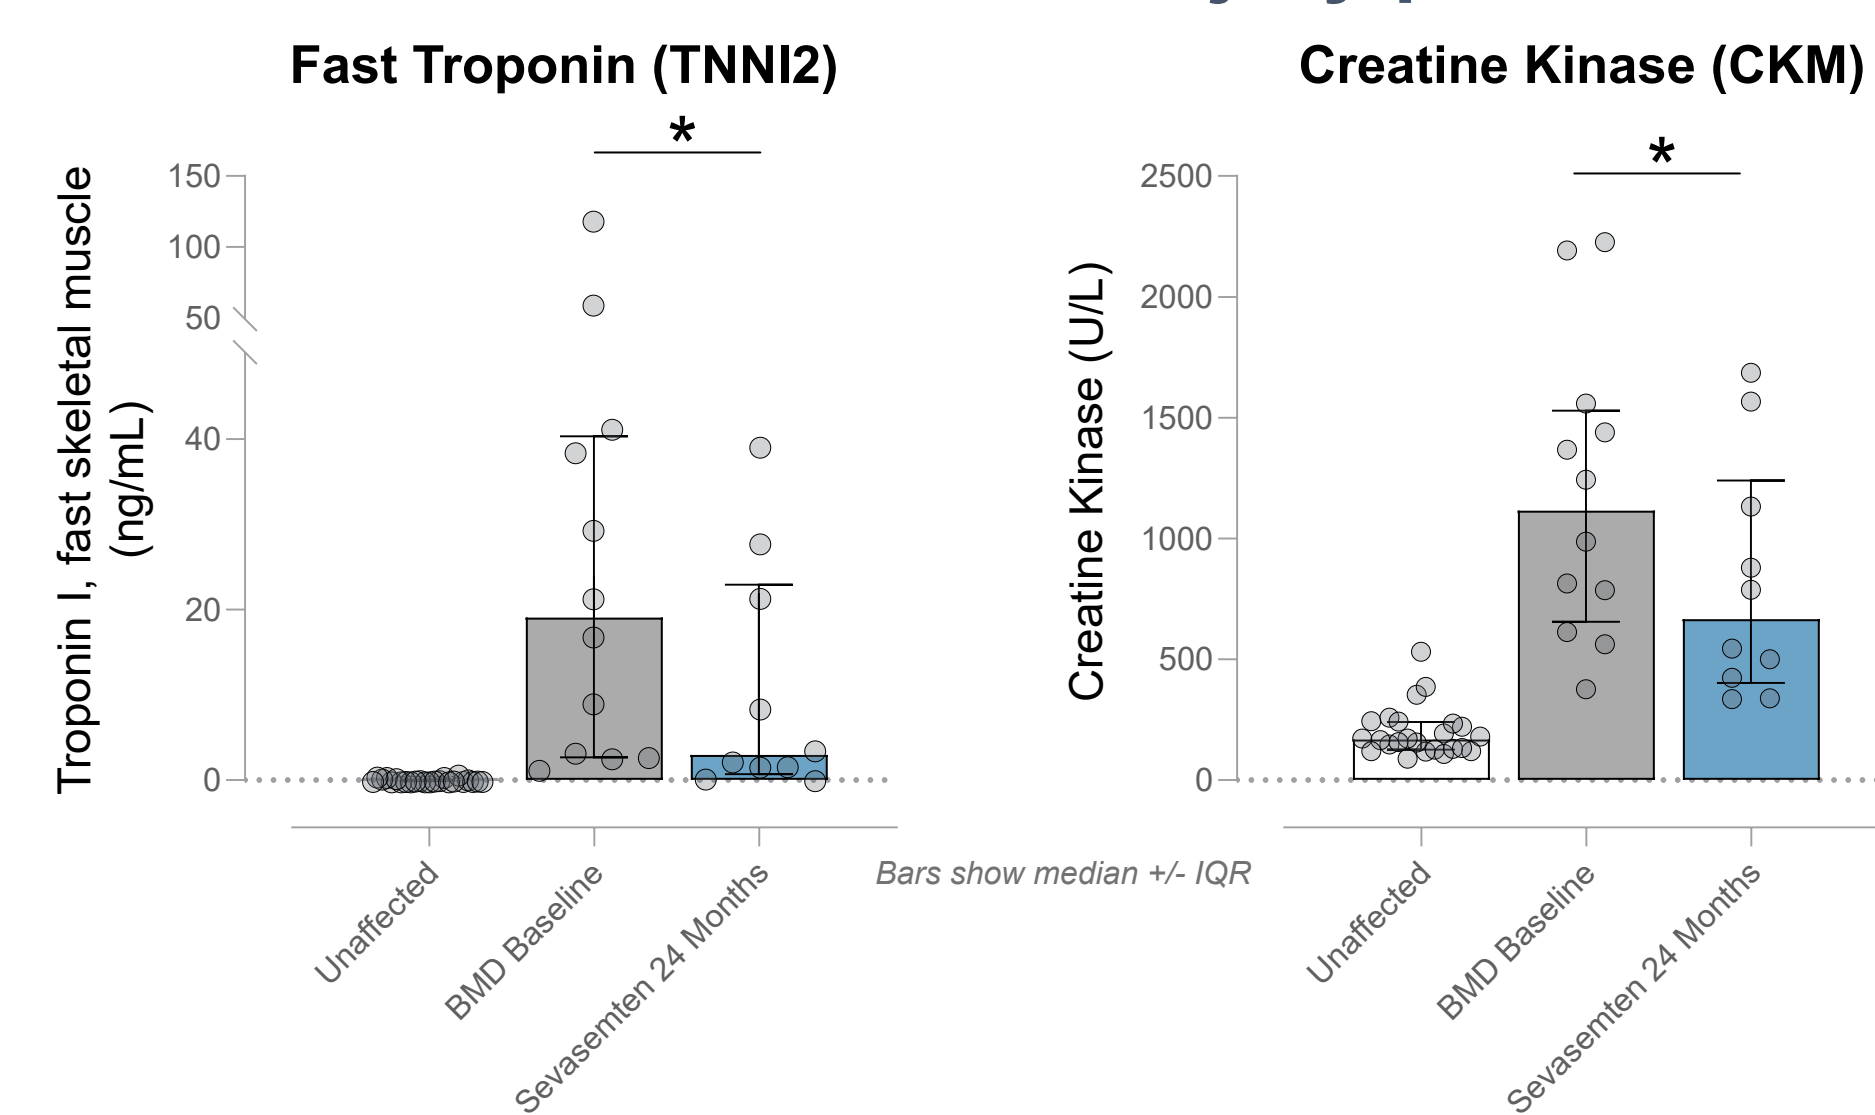 Fast Troponin (TNNI2)
*
Troponin I, fast skeletal muscle
(ng/mL)
150
100
50
40
20
0
Unaffected
BMD Baseline
Sevasemten 24 Months
Bars show median +/- IQR
Creatine Kinase (CKM)
*
Creatine Kinase (U/L)
2500
2000
1500
1000
500
0
Unaffected
BMD Baseline
Sevasemten 24 Months